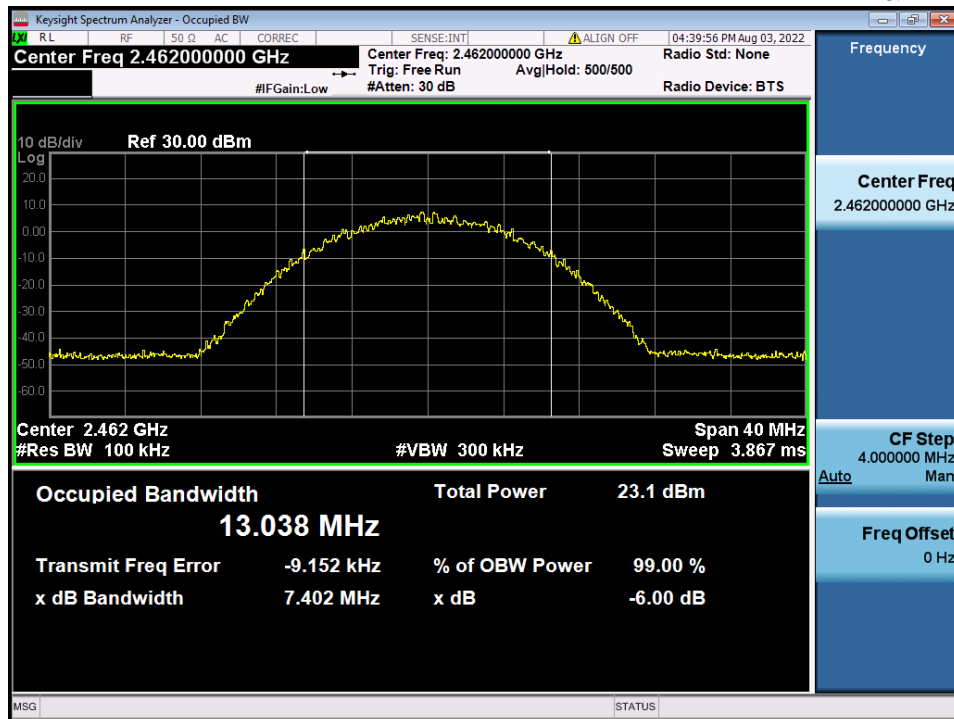 Keysight Spectrum Analyzer - Occupied BW
LXI RL RF 50 Ω AC CORREC SENSE:INT ALIGN OFF 04:39:56 PM Aug 03, 2022
Center Freq 2.462000000 GHz
Center Freq: 2.462000000 GHz Radio Std: None
Trig: Free Run Avg|Hold: 500/500
#IFGain:Low #Atten: 30 dB Radio Device: BTS
10 dB/div Ref 30.00 dBm
Log
20.0
10.0
0.00
-10.0
-20.0
-30.0
-40.0
-50.0
-60.0
Center 2.462 GHz Span 40 MHz
#Res BW 100 kHz #VBW 300 kHz Sweep 3.867 ms
Occupied Bandwidth Total Power 23.1 dBm
13.038 MHz
Transmit Freq Error -9.152 kHz % of OBW Power 99.00 %
x dB Bandwidth 7.402 MHz x dB -6.00 dB
Frequency
Center Freq
2.462000000 GHz
CF Step
4.000000 MHz
Auto Man
Freq Offset
0 Hz
MSG STATUS